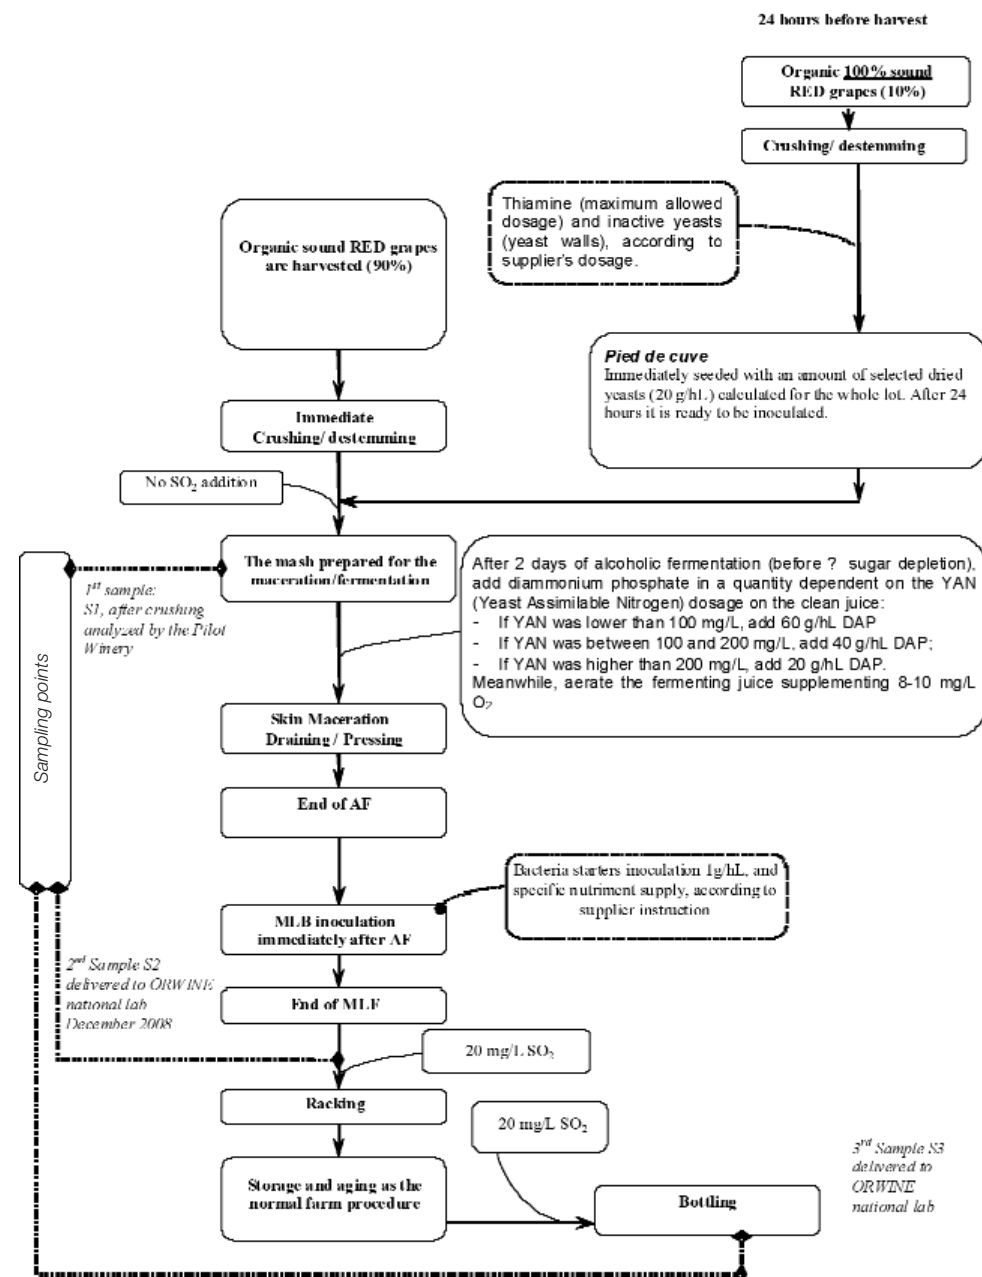 24 hours before harvest
Organic 100% sound
RED grapes (10%)
Crushing/ destemming
Thiamine (maximum allowed
dosage) and inactive yeasts
(yeast walls), according to
supplier's dosage.
Organic sound RED grapes
are harvested (90%)
Pied de cuve
Immediately seeded with an amount of selected dried
yeasts (20 g/hL) calculated for the whole lot. After 24
hours it is ready to be inoculated.
Immediate
Crushing/ destemming
No SO₂ addition
The mash prepared for the
maceration/fermentation
After 2 days of alcoholic fermentation (before ? sugar depletion),
add diammonium phosphate in a quantity dependent on the YAN
(Yeast Assimilable Nitrogen) dosage on the clean juice:
- If YAN was lower than 100 mg/L, add 60 g/hL DAP
- If YAN was between 100 and 200 mg/L, add 40 g/hL DAP;
- If YAN was higher than 200 mg/L, add 20 g/hL DAP.
Meanwhile, aerate the fermenting juice supplementing 8-10 mg/L
O₂
1st sample:
S1, after crushing
analyzed by the Pilot
Winery
Sampling points
Skin Maceration
Draining / Pressing
End of AF
Bacteria starters inoculation 1g/hL, and
specific nutriment supply, according to
supplier instruction
MLB inoculation
immediately after AF
2nd Sample S2
delivered to ORWINE
national lab
December 2008
End of MLF
20 mg/L SO₂
Racking
20 mg/L SO₂
Storage and aging as the
normal farm procedure
Bottling
3rd Sample S3
delivered to
ORWINE
national lab